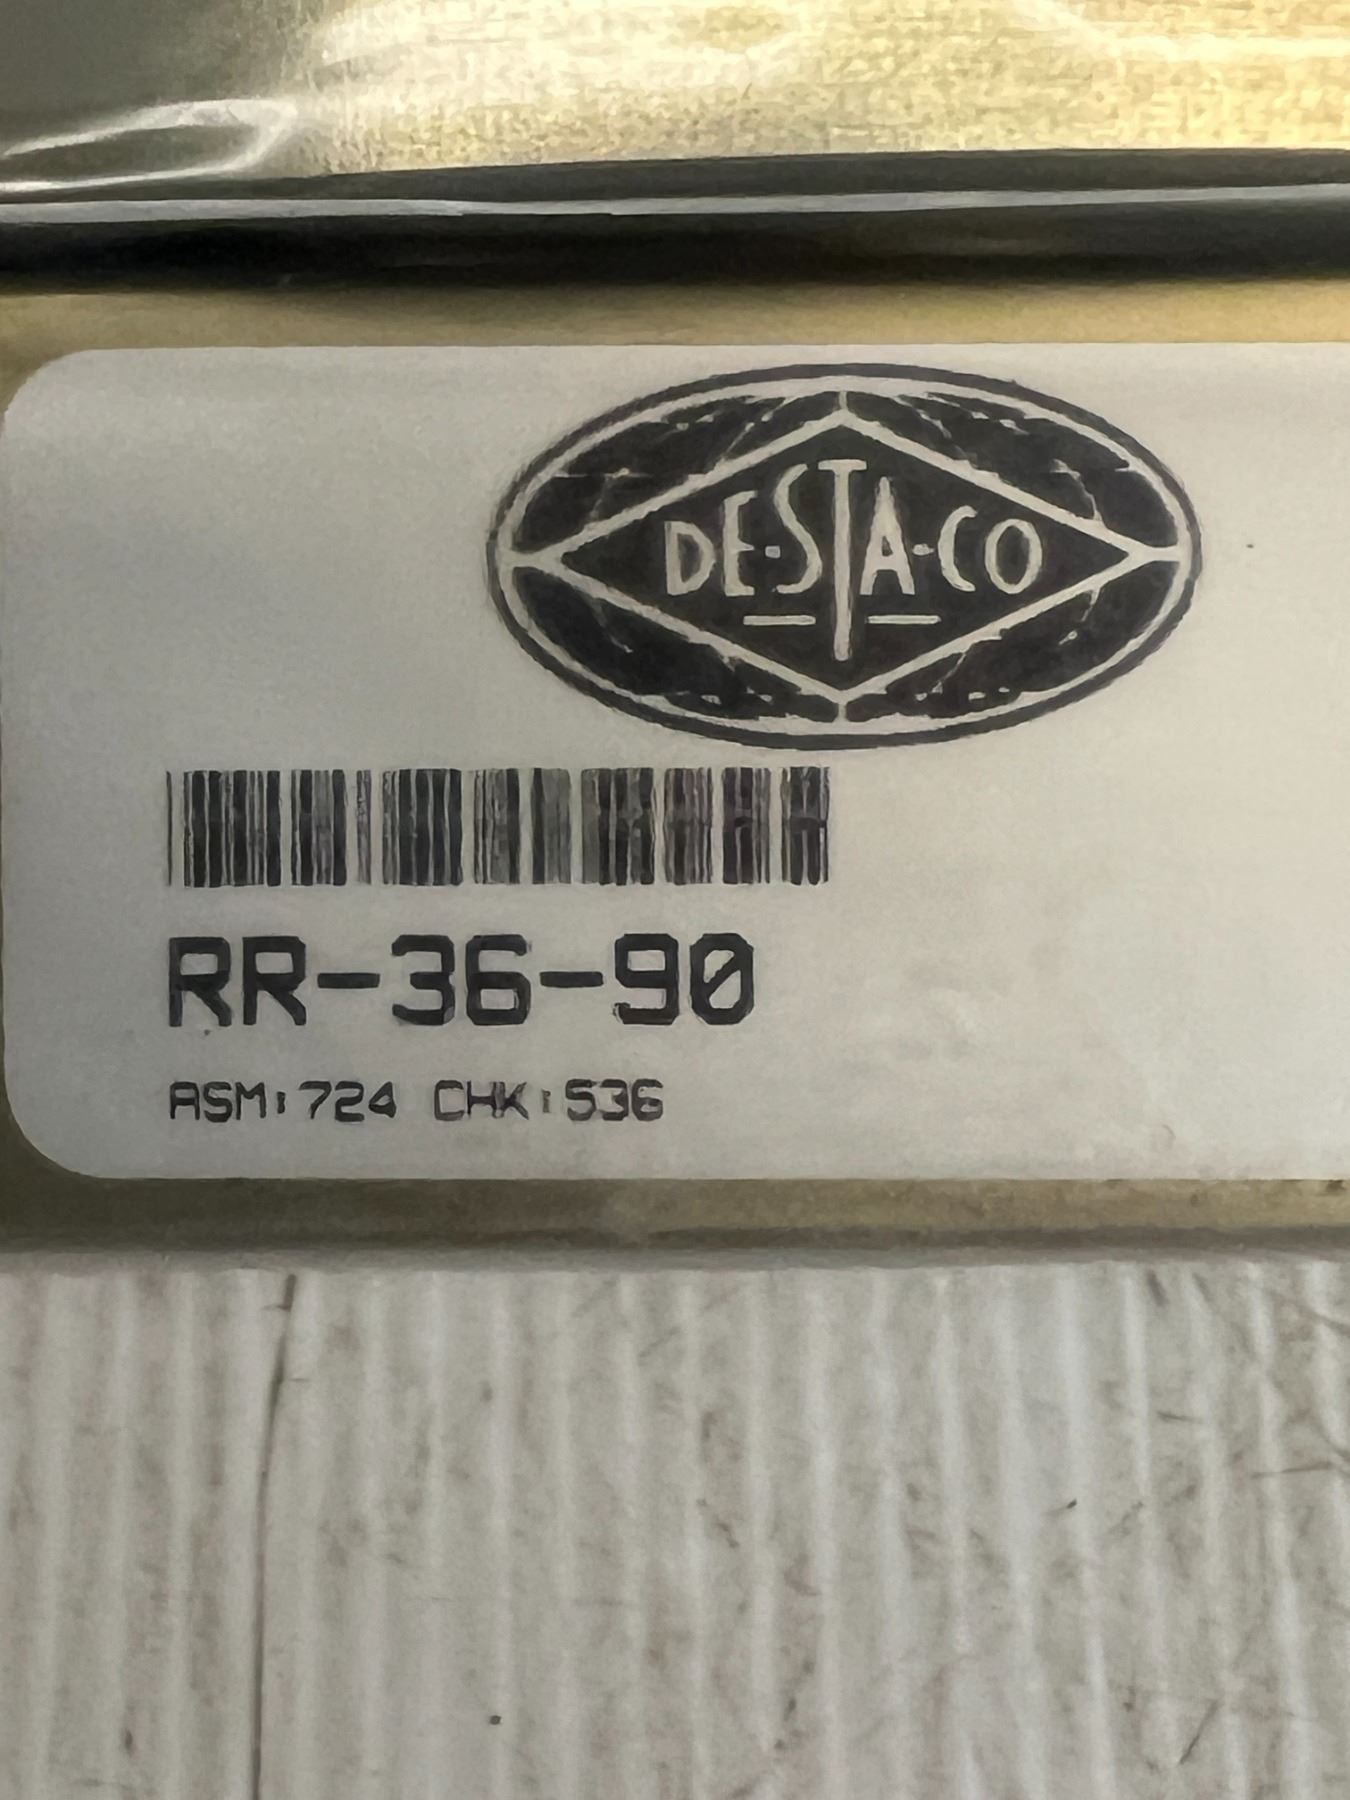 DE·STA·CO
RR-36-90
ASM:724 CHK:536